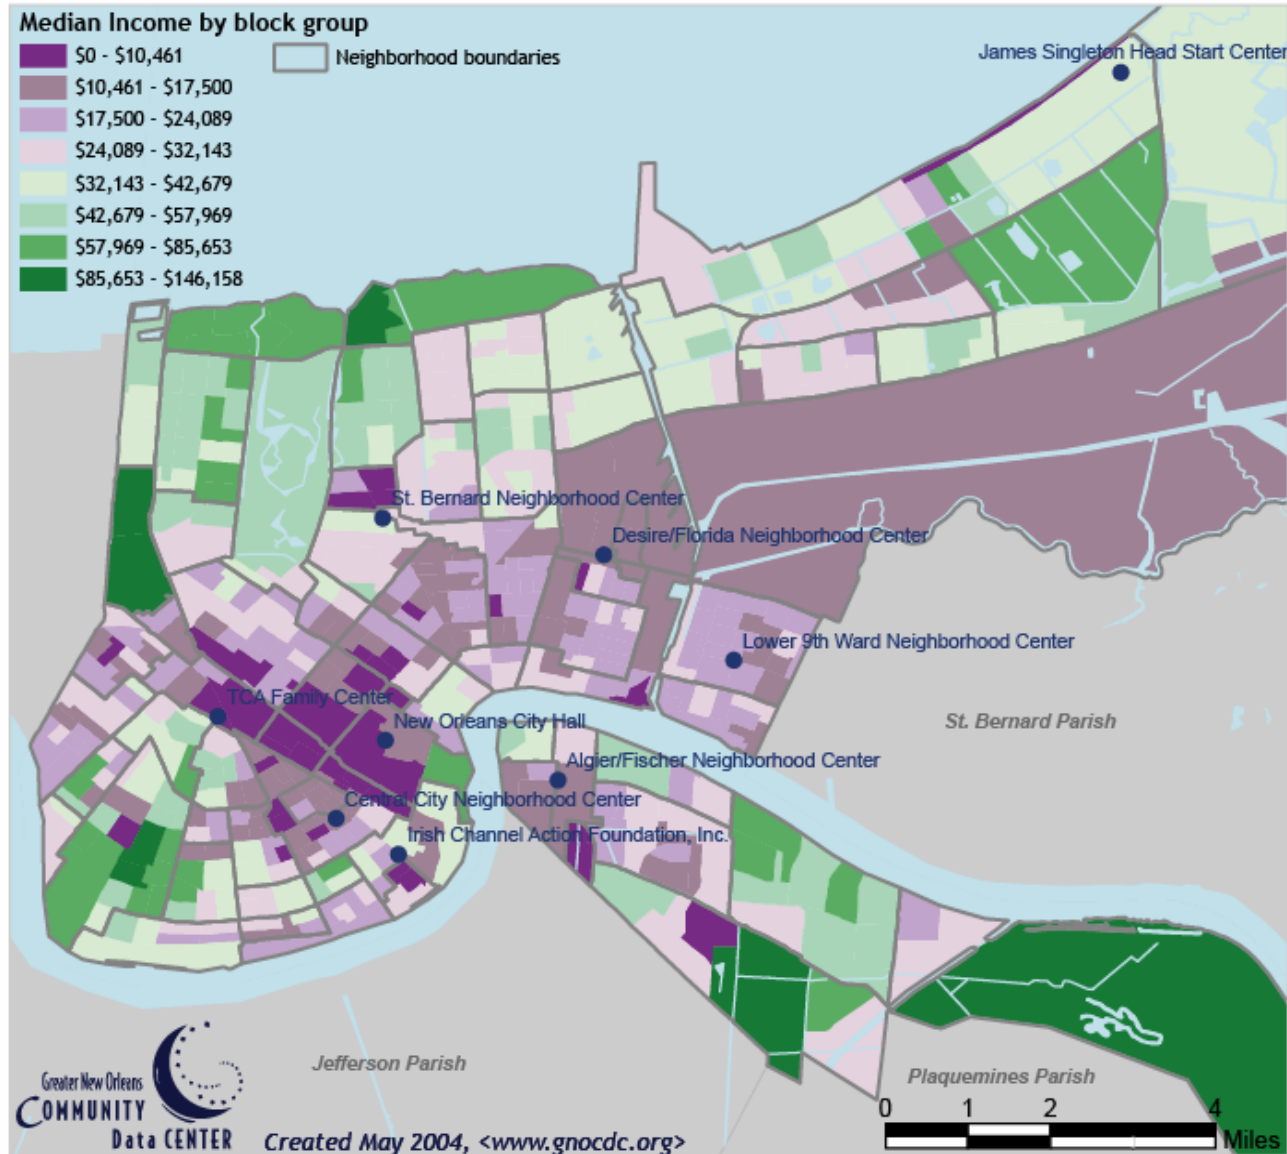 Median Income by block group
$0 - $10,461
Neighborhood boundaries
$10,461 - $17,500
$17,500 - $24,089
$24,089 - $32,143
$32,143 - $42,679
$42,679 - $57,969
$57,969 - $85,653
$85,653 - $146,158
James Singleton Head Start Center
St. Bernard Neighborhood Center
Desire/Florida Neighborhood Center
Lower 9th Ward Neighborhood Center
TCA Family Center
New Orleans City Hall
St. Bernard Parish
Algier/Fischer Neighborhood Center
Central City Neighborhood Center
Irish Channel Action Foundation, Inc.
Jefferson Parish
Plaquemines Parish
Greater New Orleans
COMMUNITY
Data CENTER
Created May 2004, <www.gnocdc.org>
0 1 2 4
Miles